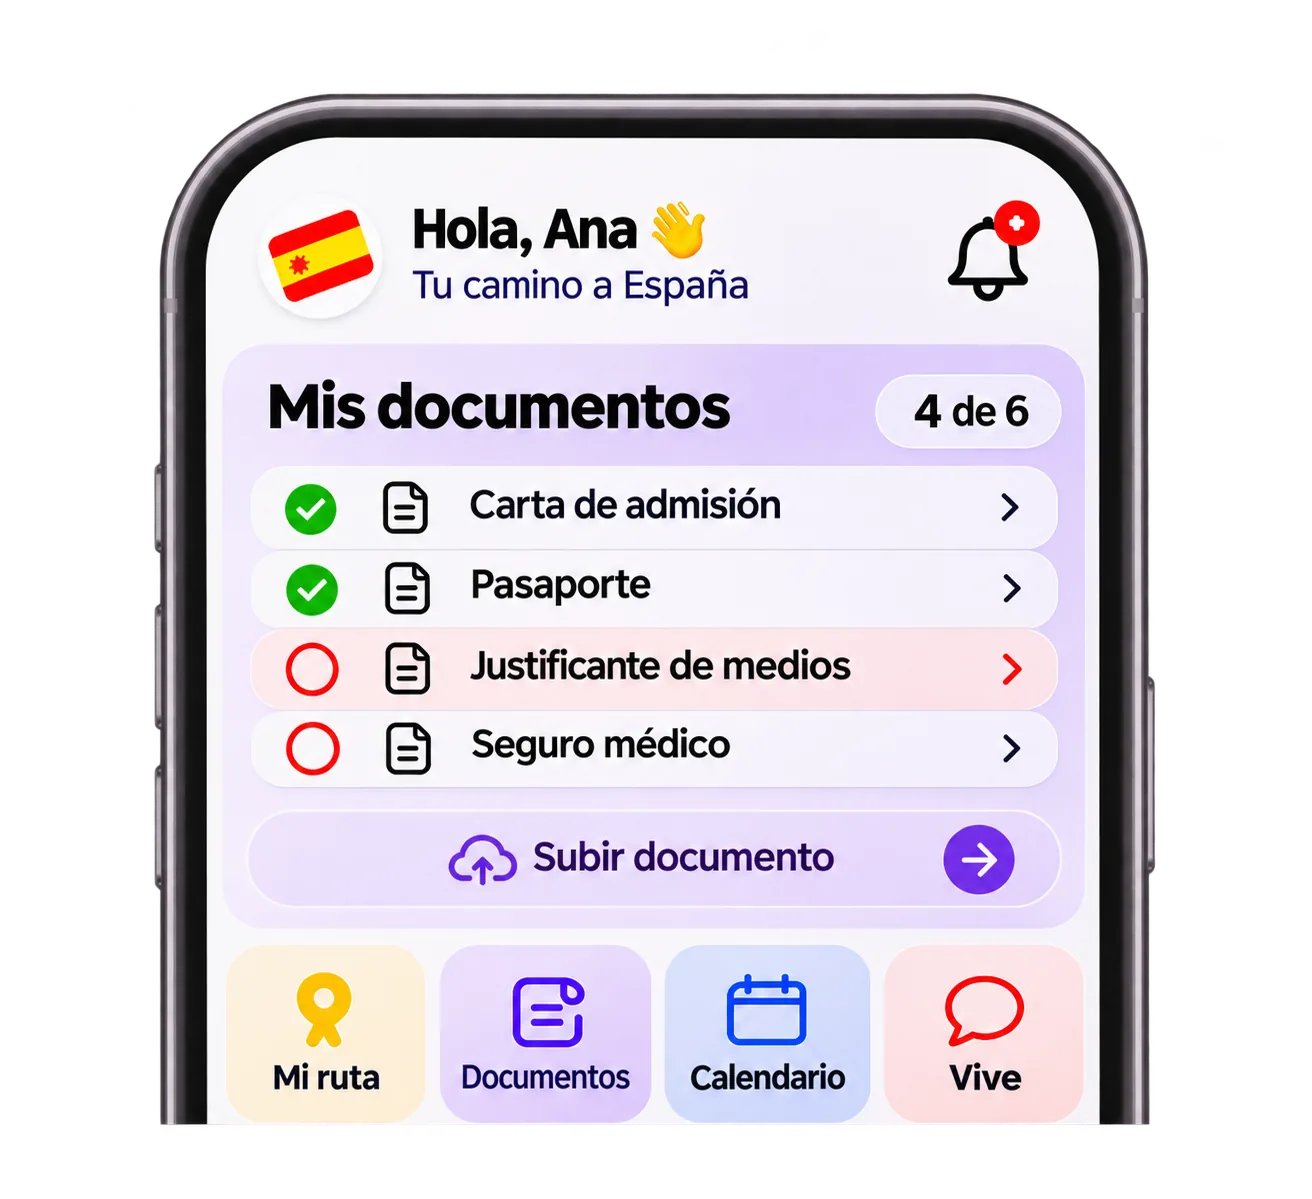 Hola, Ana 👋
Tu camino a España
Mis documentos
4 de 6
Carta de admisión
Pasaporte
Justificante de medios
Seguro médico
Subir documento
Mi ruta
Documentos
Calendario
Vive